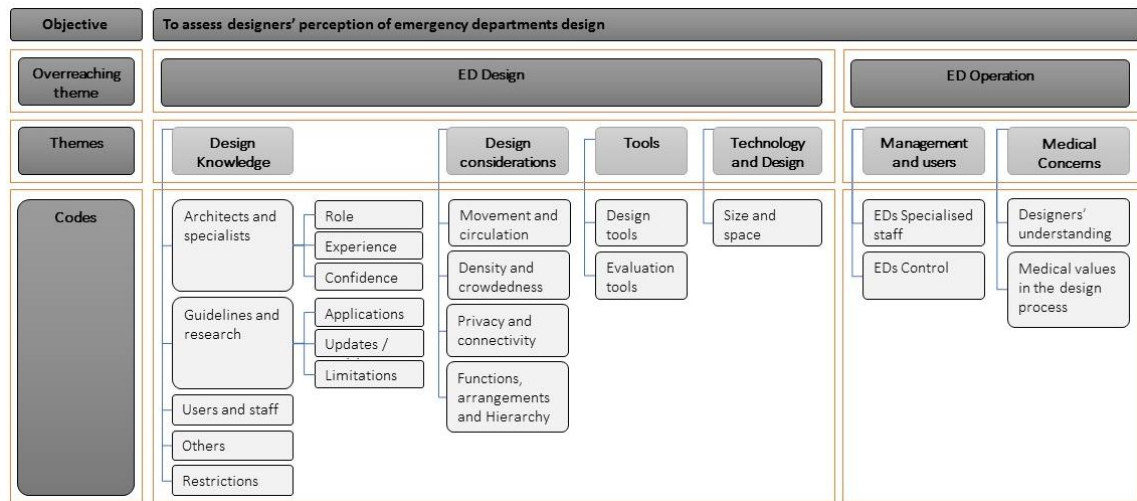 Objective
To assess designers' perception of emergency departments design
Overreaching
theme
ED Design
ED Operation
Themes
Design
Knowledge
Design
considerations
Tools
Technology
and Design
Management
and users
Medical
Concerns
Codes
Architects and
specialists
Role
Experience
Confidence
Guidelines and
research
Applications
Updates /
Limitations
Users and staff
Others
Restrictions
Movement and
circulation
Density and
crowdedness
Privacy and
connectivity
Functions,
arrangements
and Hierarchy
Design
tools
Evaluation
tools
Size and
space
EDs Specialised
staff
EDs Control
Designers'
understanding
Medical values
in the design
process